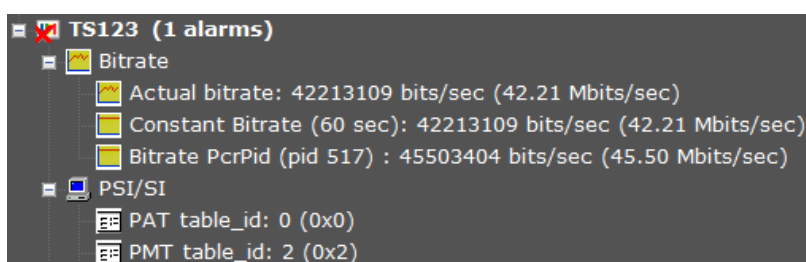 TS123 (1 alarms)
Bitrate
Actual bitrate: 42213109 bits/sec (42.21 Mbits/sec)
Constant Bitrate (60 sec): 42213109 bits/sec (42.21 Mbits/sec)
Bitrate PcrPid (pid 517) : 45503404 bits/sec (45.50 Mbits/sec)
PSI/SI
PAT table_id: 0 (0x0)
PMT table_id: 2 (0x2)